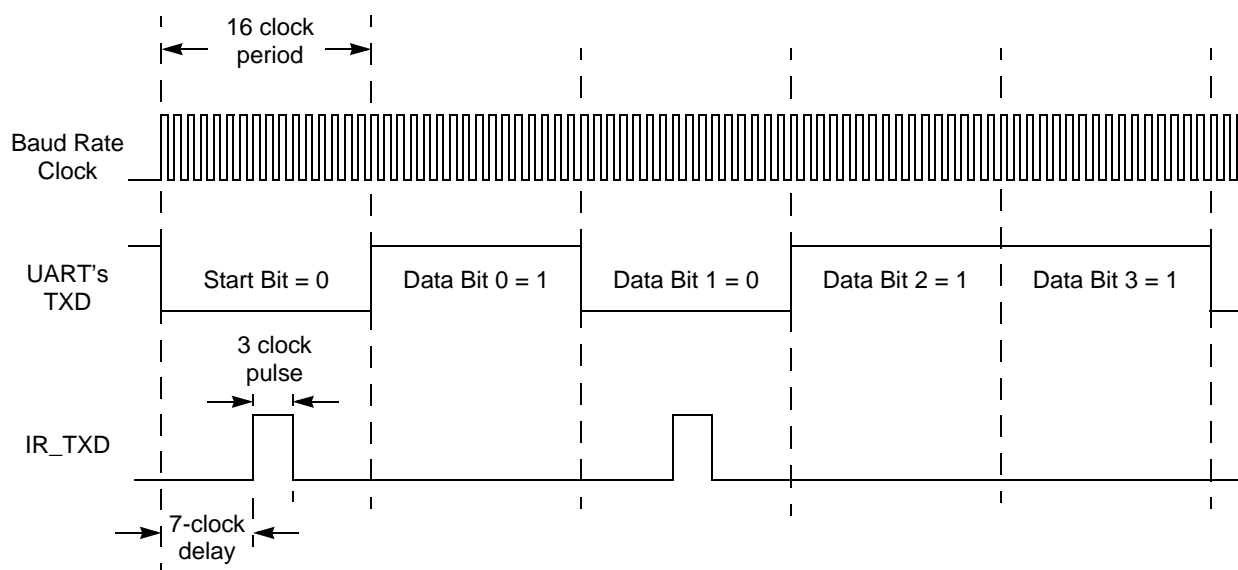 16 clock
period
Baud Rate
Clock
UART's
TXD
Start Bit = 0
Data Bit 0 = 1
Data Bit 1 = 0
Data Bit 2 = 1
Data Bit 3 = 1
3 clock
pulse
IR_TXD
7-clock
delay